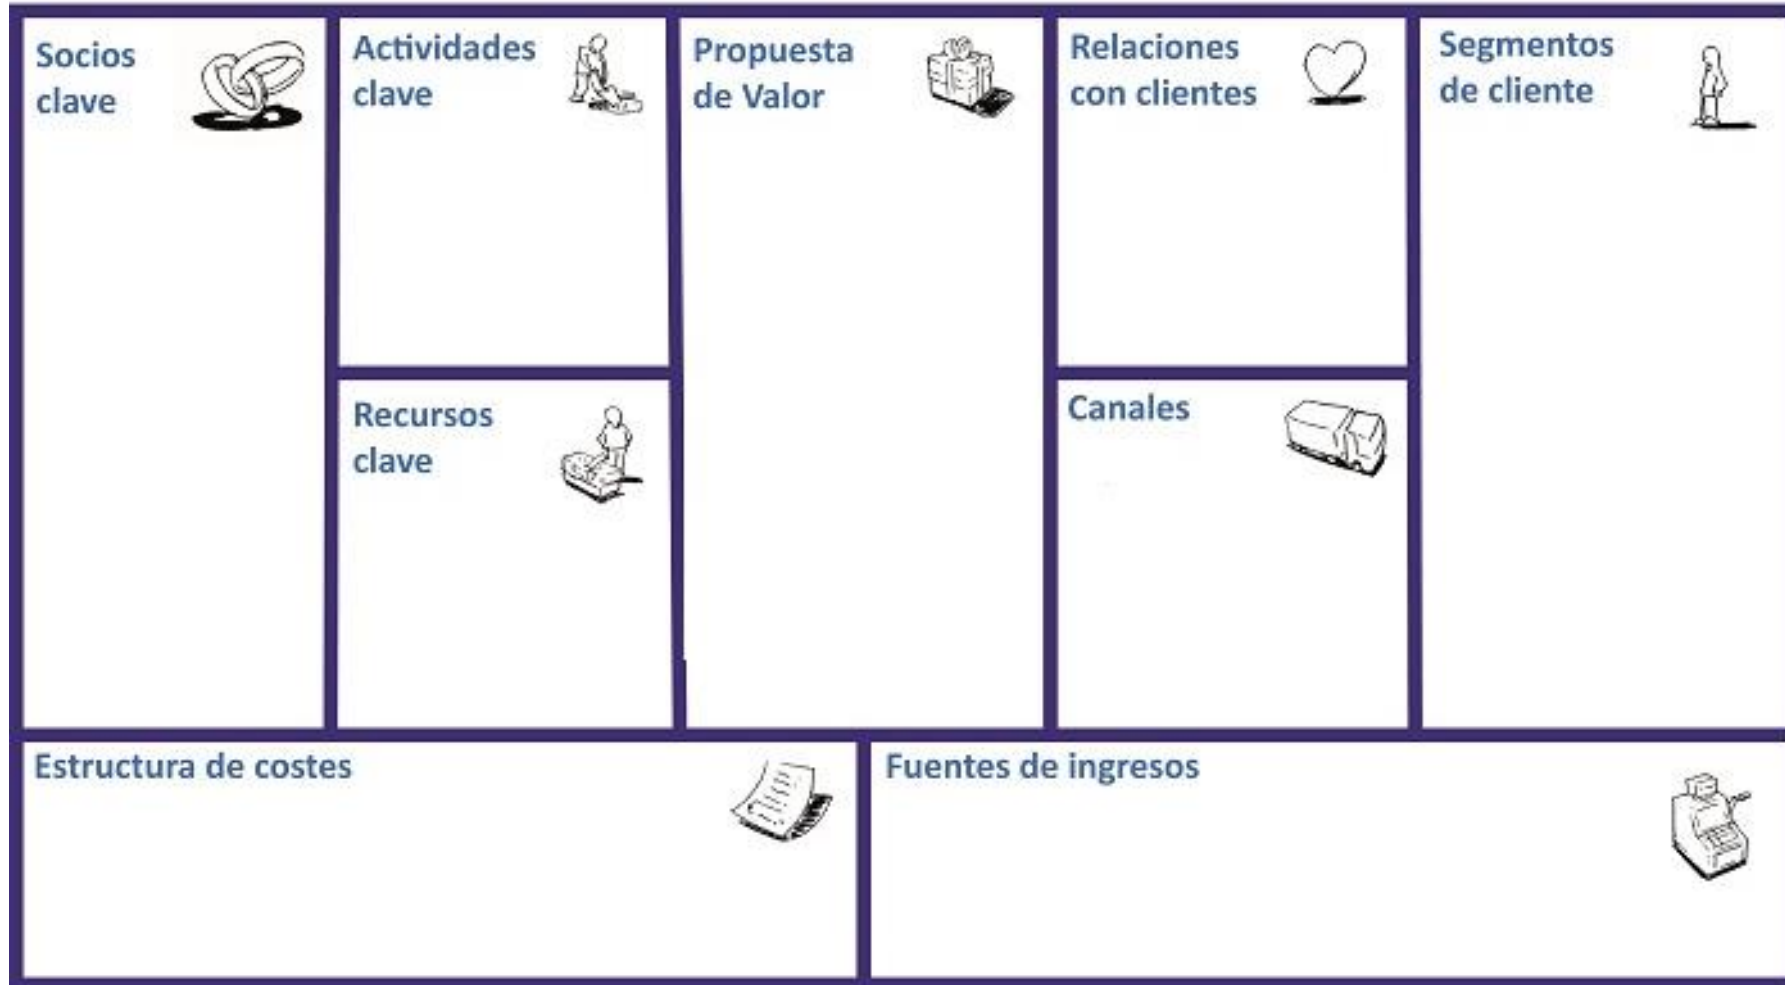 Socios
clave
Actividades
clave
Recursos
clave
Propuesta
de Valor
Relaciones
con clientes
Canales
Segmentos
de cliente
Estructura de costes
Fuentes de ingresos